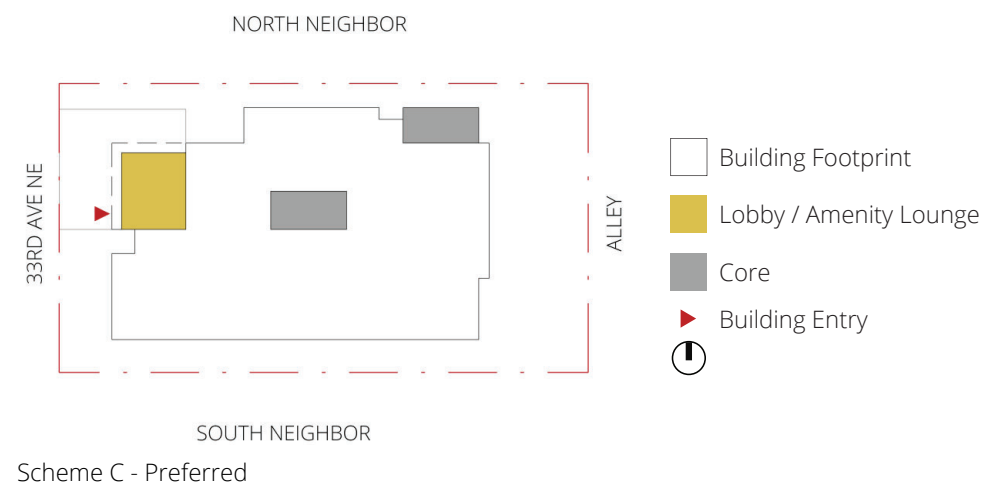 NORTH NEIGHBOR
33RD AVE NE
ALLEY
Building Footprint
Lobby / Amenity Lounge
Core
Building Entry
SOUTH NEIGHBOR
Scheme C - Preferred